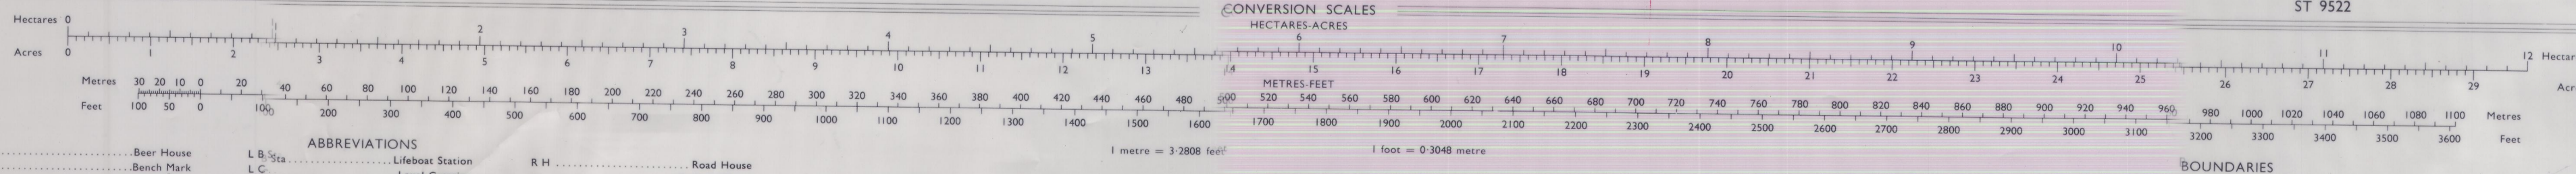 CONVERSION SCALES
ST 9522
HECTARES-ACRES
Hectares 0 1 2 3 4 5 6 7 8 9 10 11 12
Acres 0 1 2 3 4 5 6 7 8 9 10 11 12 13 14 15 16 17 18 19 20 21 22 23 24 25 26 27 28 29
METRES-FEET
Metres 30 20 10 0 20 40 60 80 100 120 140 160 180 200 220 240 260 280 300 320 340 360 380 400 420 440 460 480 500 520 540 560 580 600 620 640 660 680 700 720 740 760 780 800 820 840 860 880 900 920 940 960 980 1000 1020 1040 1060 1080 1100 Metres
Feet 100 50 0 100 200 300 400 500 600 700 800 900 1000 1100 1200 1300 1400 1500 1600 1700 1800 1900 2000 2100 2200 2300 2400 2500 2600 2700 2800 2900 3000 3100 3200 3300 3400 3500 3600 Feet
1 metre = 3·2808 feet 1 foot = 0·3048 metre
ABBREVIATIONS
BOUNDARIES
Beer House L B Sta Lifeboat Station R H Road House
Bench Mark L C